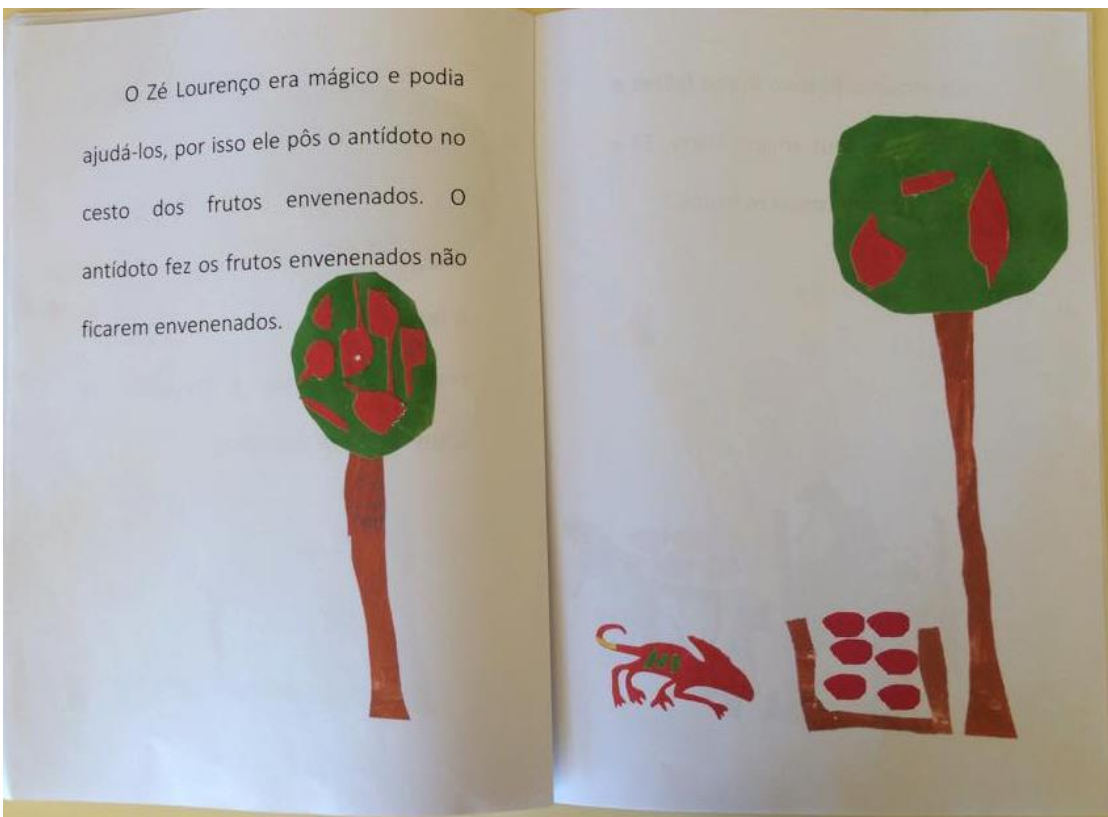 O Zé Lourenço era mágico e podia
ajudá-los, por isso ele pôs o antídoto no
cesto dos frutos envenenados. O
antídoto fez os frutos envenenados não
ficarem envenenados.